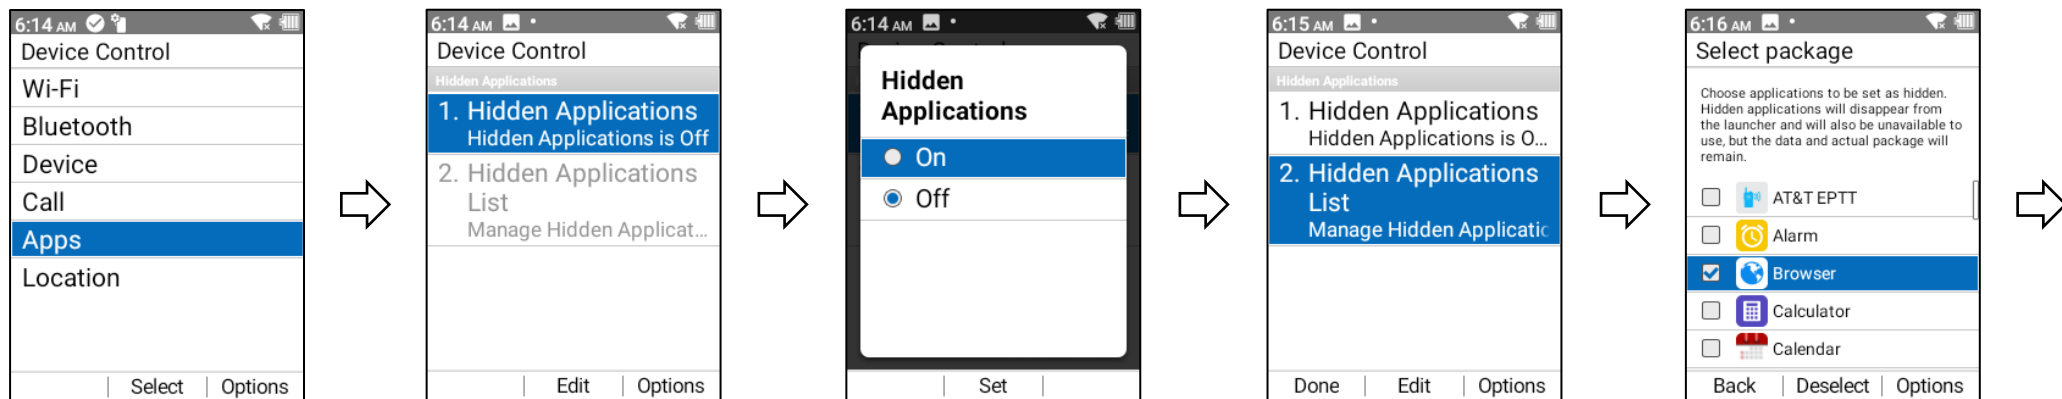 6:14 AM
Device Control
Wi-Fi
Bluetooth
Device
Call
Apps
Location
Select
Options
6:14 AM
Device Control
Hidden Applications
1. Hidden Applications
Hidden Applications is Off
2. Hidden Applications
List
Manage Hidden Applicat...
Edit
Options
6:14 AM
Hidden
Applications
On
Off
Set
6:15 AM
Device Control
Hidden Applications
1. Hidden Applications
Hidden Applications is O...
2. Hidden Applications
List
Manage Hidden Applicatic
Done
Edit
Options
6:16 AM
Select package
Choose applications to be set as hidden.
Hidden applications will disappear from
the launcher and will also be unavailable to
use, but the data and actual package will
remain.
AT&T EPTT
Alarm
Browser
Calculator
Calendar
Back
Deselect
Options